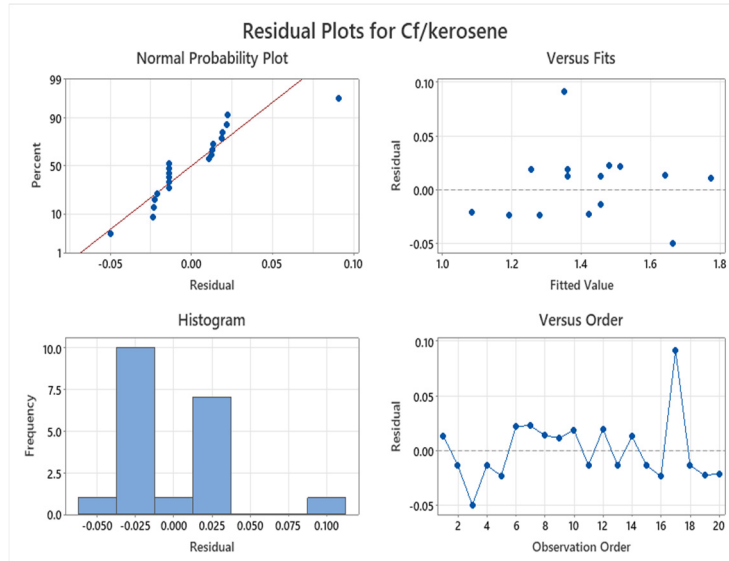 Residual Plots for Cf/kerosene
Normal Probability Plot
99
90
50
10
1
Percent
-0.05 0.00 0.05 0.10
Residual
Versus Fits
0.10
0.05
0.00
-0.05
Residual
1.0 1.2 1.4 1.6 1.8
Fitted Value
Histogram
10.0
7.5
5.0
2.5
0.0
Frequency
-0.050 -0.025 0.000 0.025 0.050 0.075 0.100
Residual
Versus Order
0.10
0.05
0.00
-0.05
Residual
2 4 6 8 10 12 14 16 18 20
Observation Order